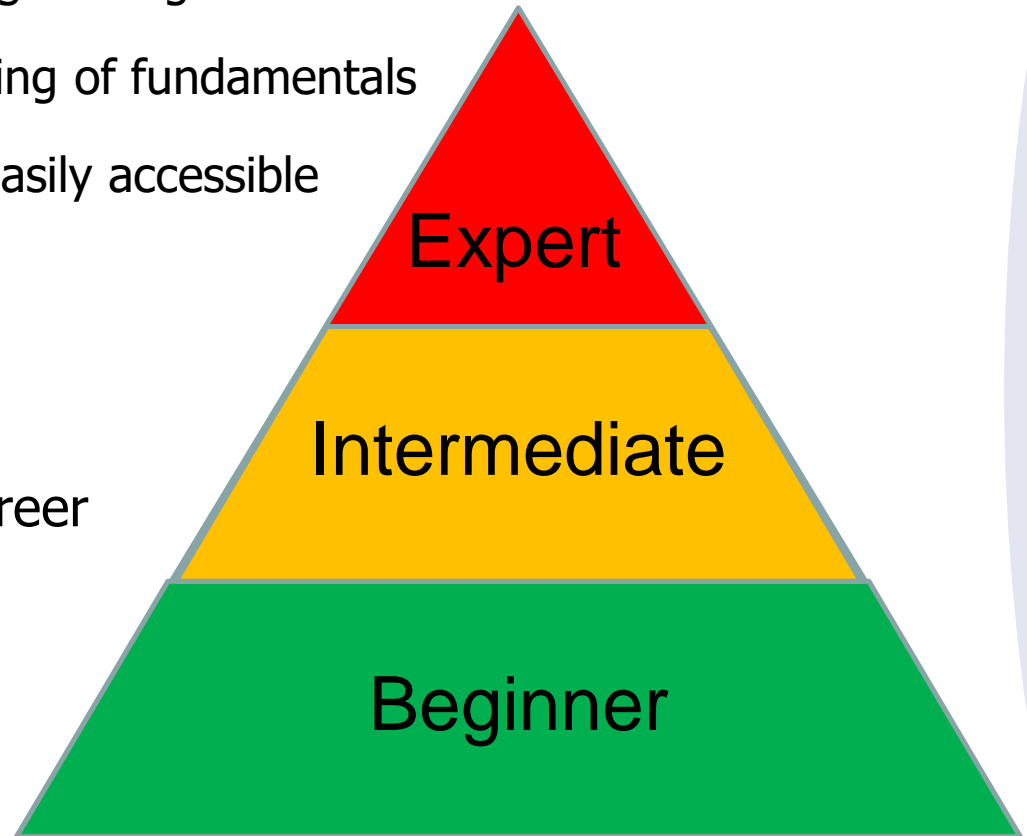 ing of fundamentals
asily accessible
Expert
Intermediate
reer
Beginner